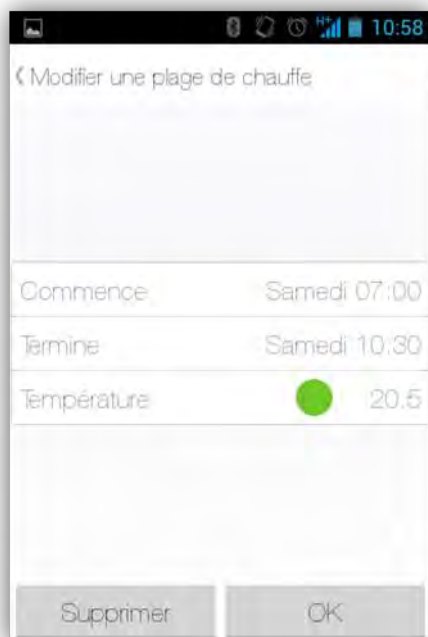 10:58
‹ Modifier une plage de chauffe
Commence Samedi 07:00
Termine Samedi 10:30
Température 20.5
Supprimer OK